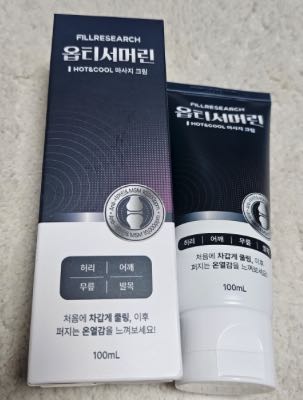 FILLRESEARCH
옵티서머린
HOT&COOL 마사지 크림
허리 어깨
무릎 발목
처음에 차갑게 쿨링, 이후
퍼지는 온열감을 느껴보세요!
100mL
FILLRESEARCH
옵티서머린
HOT&COOL 마사지 크림
허리 어깨 무릎 발목
처음에 차갑게 쿨링, 이후
퍼지는 온열감을 느껴보세요!
100mL